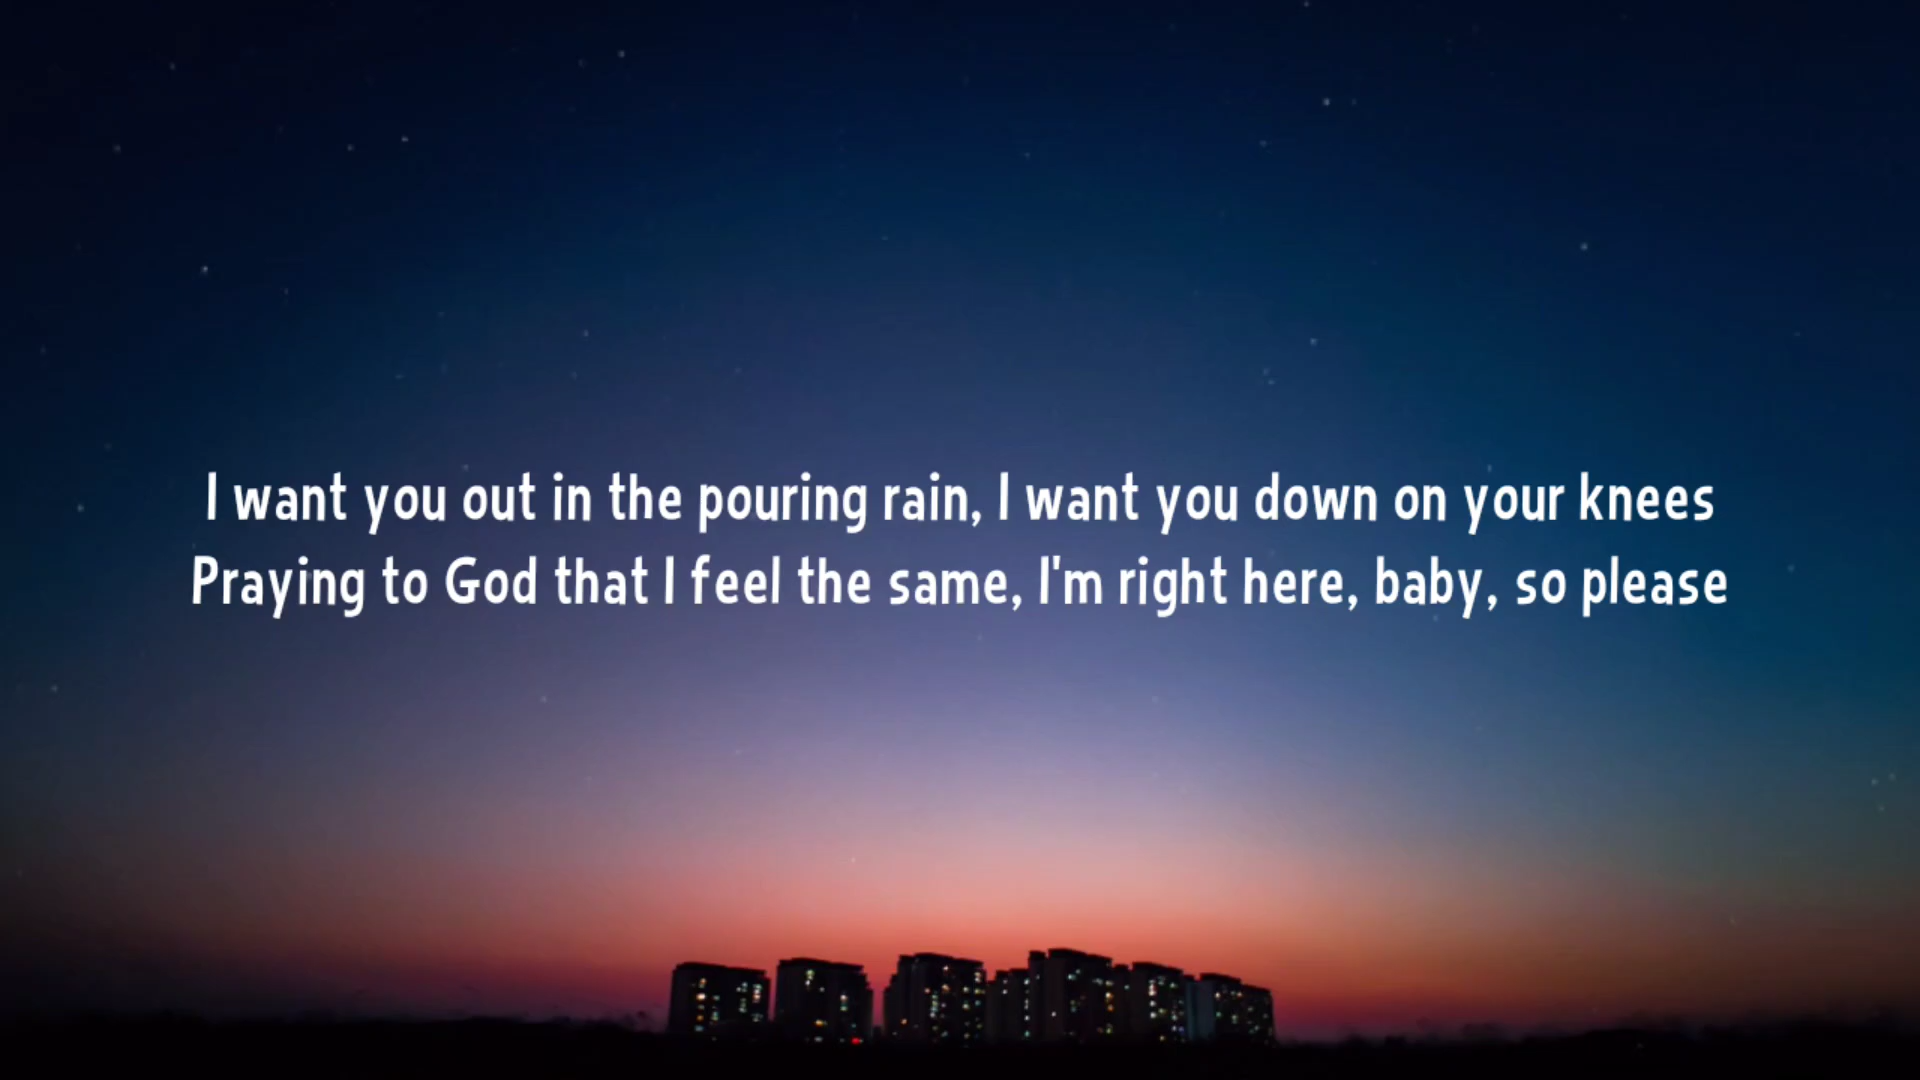 I want you out in the pouring rain, I want you down on your knees
Praying to God that I feel the same, I'm right here, baby, so please